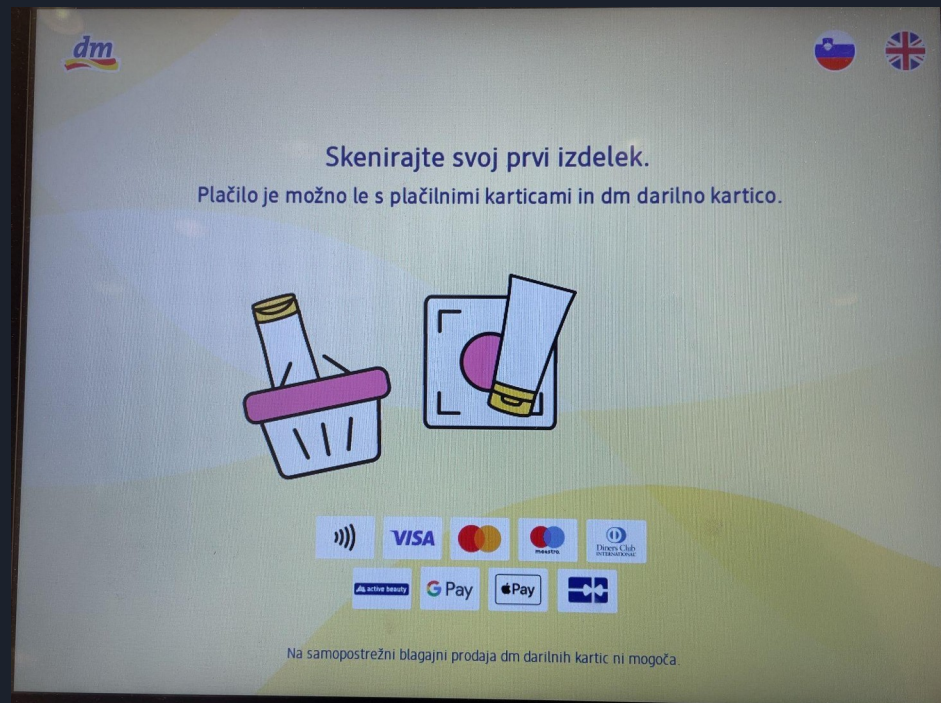 dm
Skenirajte svoj prvi izdelek.
Plačilo je možno le s plačilnimi karticami in dm darilno kartico.
VISA
maestro
Diners Club
INTERNATIONAL
active beauty
G Pay
Pay
Na samopostrežni blagajni prodaja dm darilnih kartic ni mogoča.